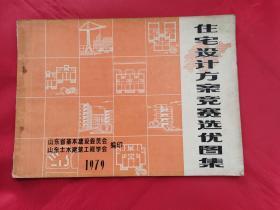 住宅设计方案竞赛选优图集
山东省基本建设委员会
山东土木建筑工程学会
编印
1979